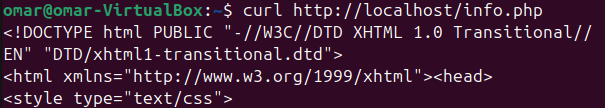 omar@omar-VirtualBox:~$ curl http://localhost/info.php
<!DOCTYPE html PUBLIC "-//W3C//DTD XHTML 1.0 Transitional//
EN" "DTD/xhtml1-transitional.dtd">
<html xmlns="http://www.w3.org/1999/xhtml"><head>
<style type="text/css">